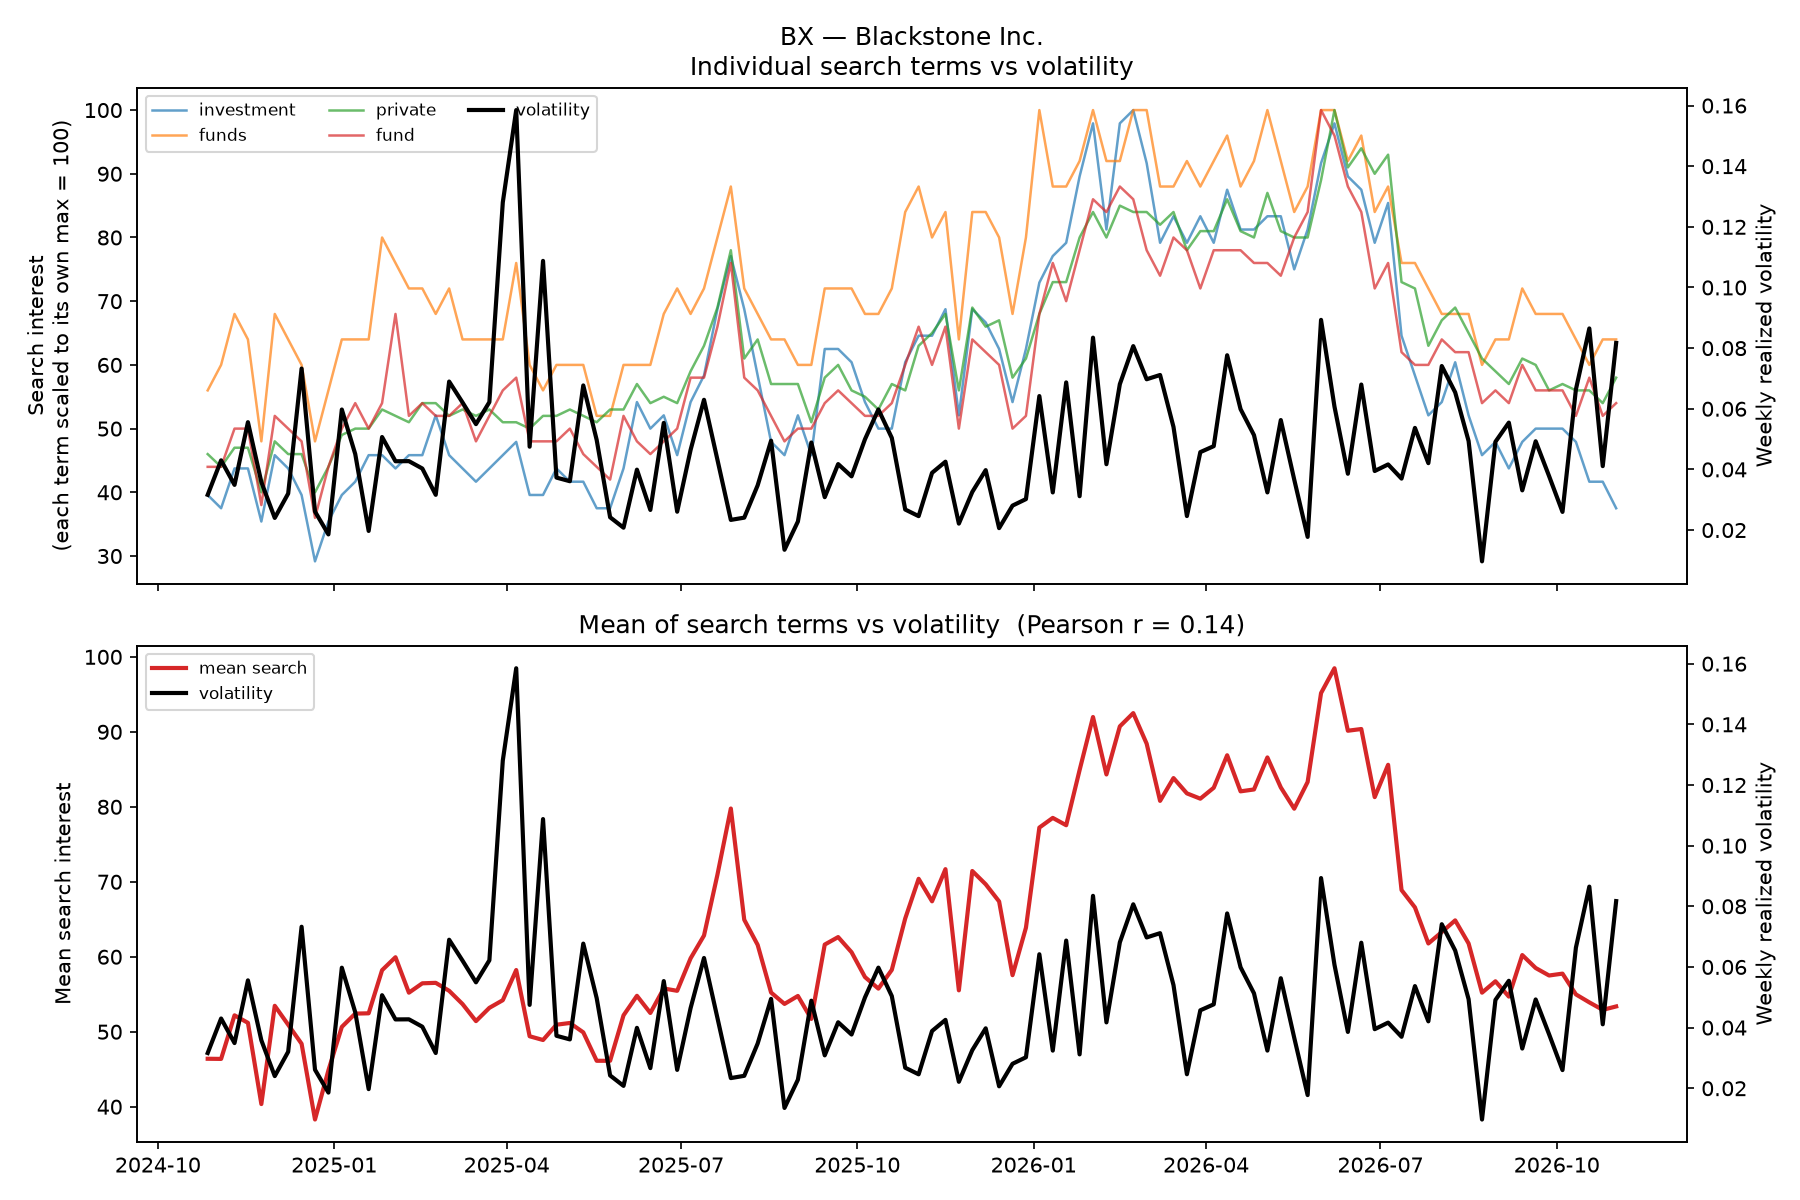 BX — Blackstone Inc.
Individual search terms vs volatility
investment
funds
private
fund
volatility
Search interest
(each term scaled to its own max = 100)
100
90
80
70
60
50
40
30
0.16
0.14
0.12
0.10
0.08
0.06
0.04
0.02
Weekly realized volatility
Mean of search terms vs volatility  (Pearson r = 0.14)
mean search
volatility
Mean search interest
100
90
80
70
60
50
40
0.16
0.14
0.12
0.10
0.08
0.06
0.04
0.02
Weekly realized volatility
2024-10 2025-01 2025-04 2025-07 2025-10 2026-01 2026-04 2026-07 2026-10